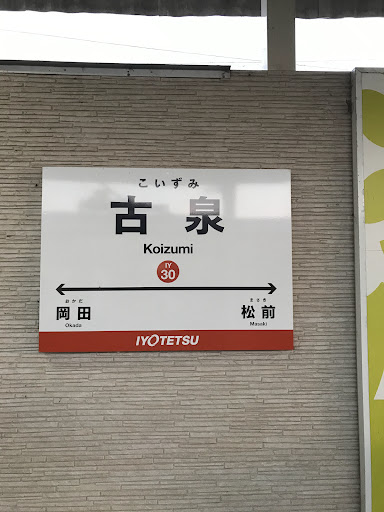 こいずみ
古泉
Koizumi
IY
30
おかだ まさき
岡田 松前
Okada Masaki
IYOTETSU